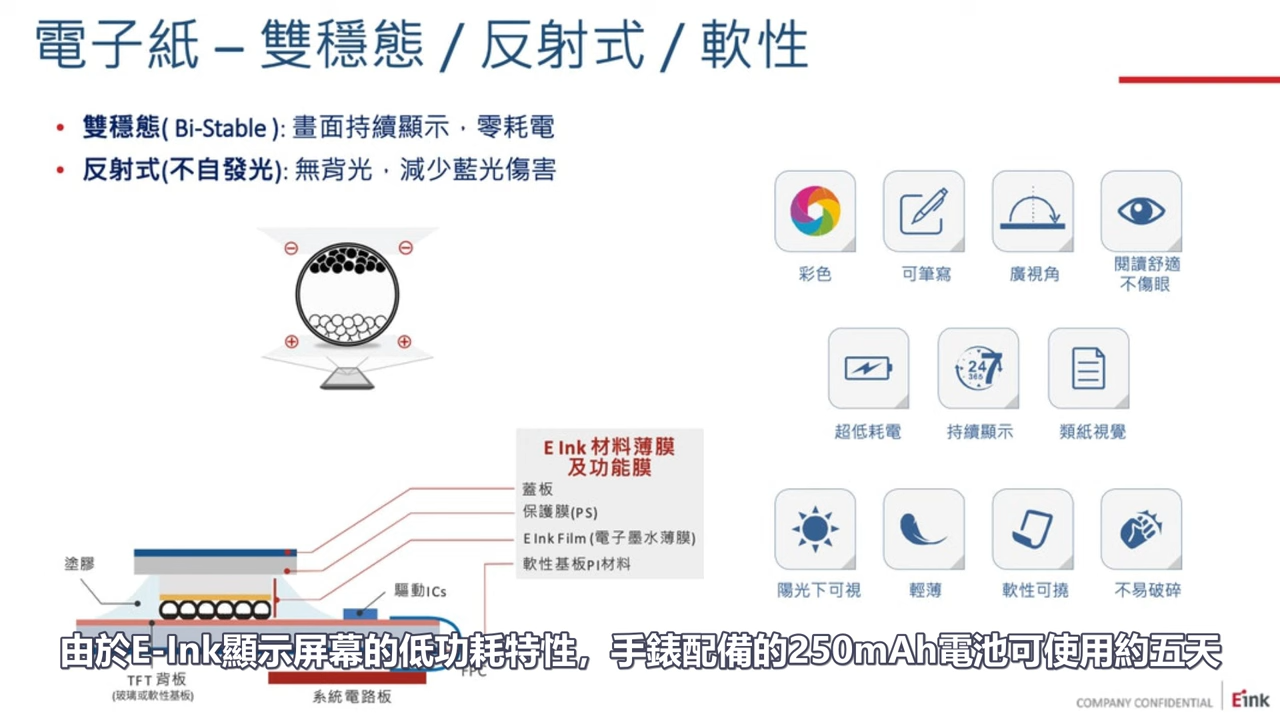 電子紙 – 雙穩態 / 反射式 / 軟性
• 雙穩態( Bi-Stable ): 畫面持續顯示，零耗電
• 反射式(不自發光): 無背光，減少藍光傷害
彩色
可筆寫
廣視角
閱讀舒適
不傷眼
24
7
365
超低耗電
持續顯示
類紙視覺
陽光下可視
輕薄
軟性可撓
不易破碎
E Ink 材料薄膜
及功能膜
蓋板
保護膜(PS)
E Ink Film (電子墨水薄膜)
軟性基板PI材料
塗膠
驅動ICs
由於E-Ink顯示屏幕的低功耗特性，手錶配備的250mAh電池可使用約五天
FPC
TFT 背板
(玻璃或軟性基板)
系統電路板
COMPANY CONFIDENTIAL
E Ink